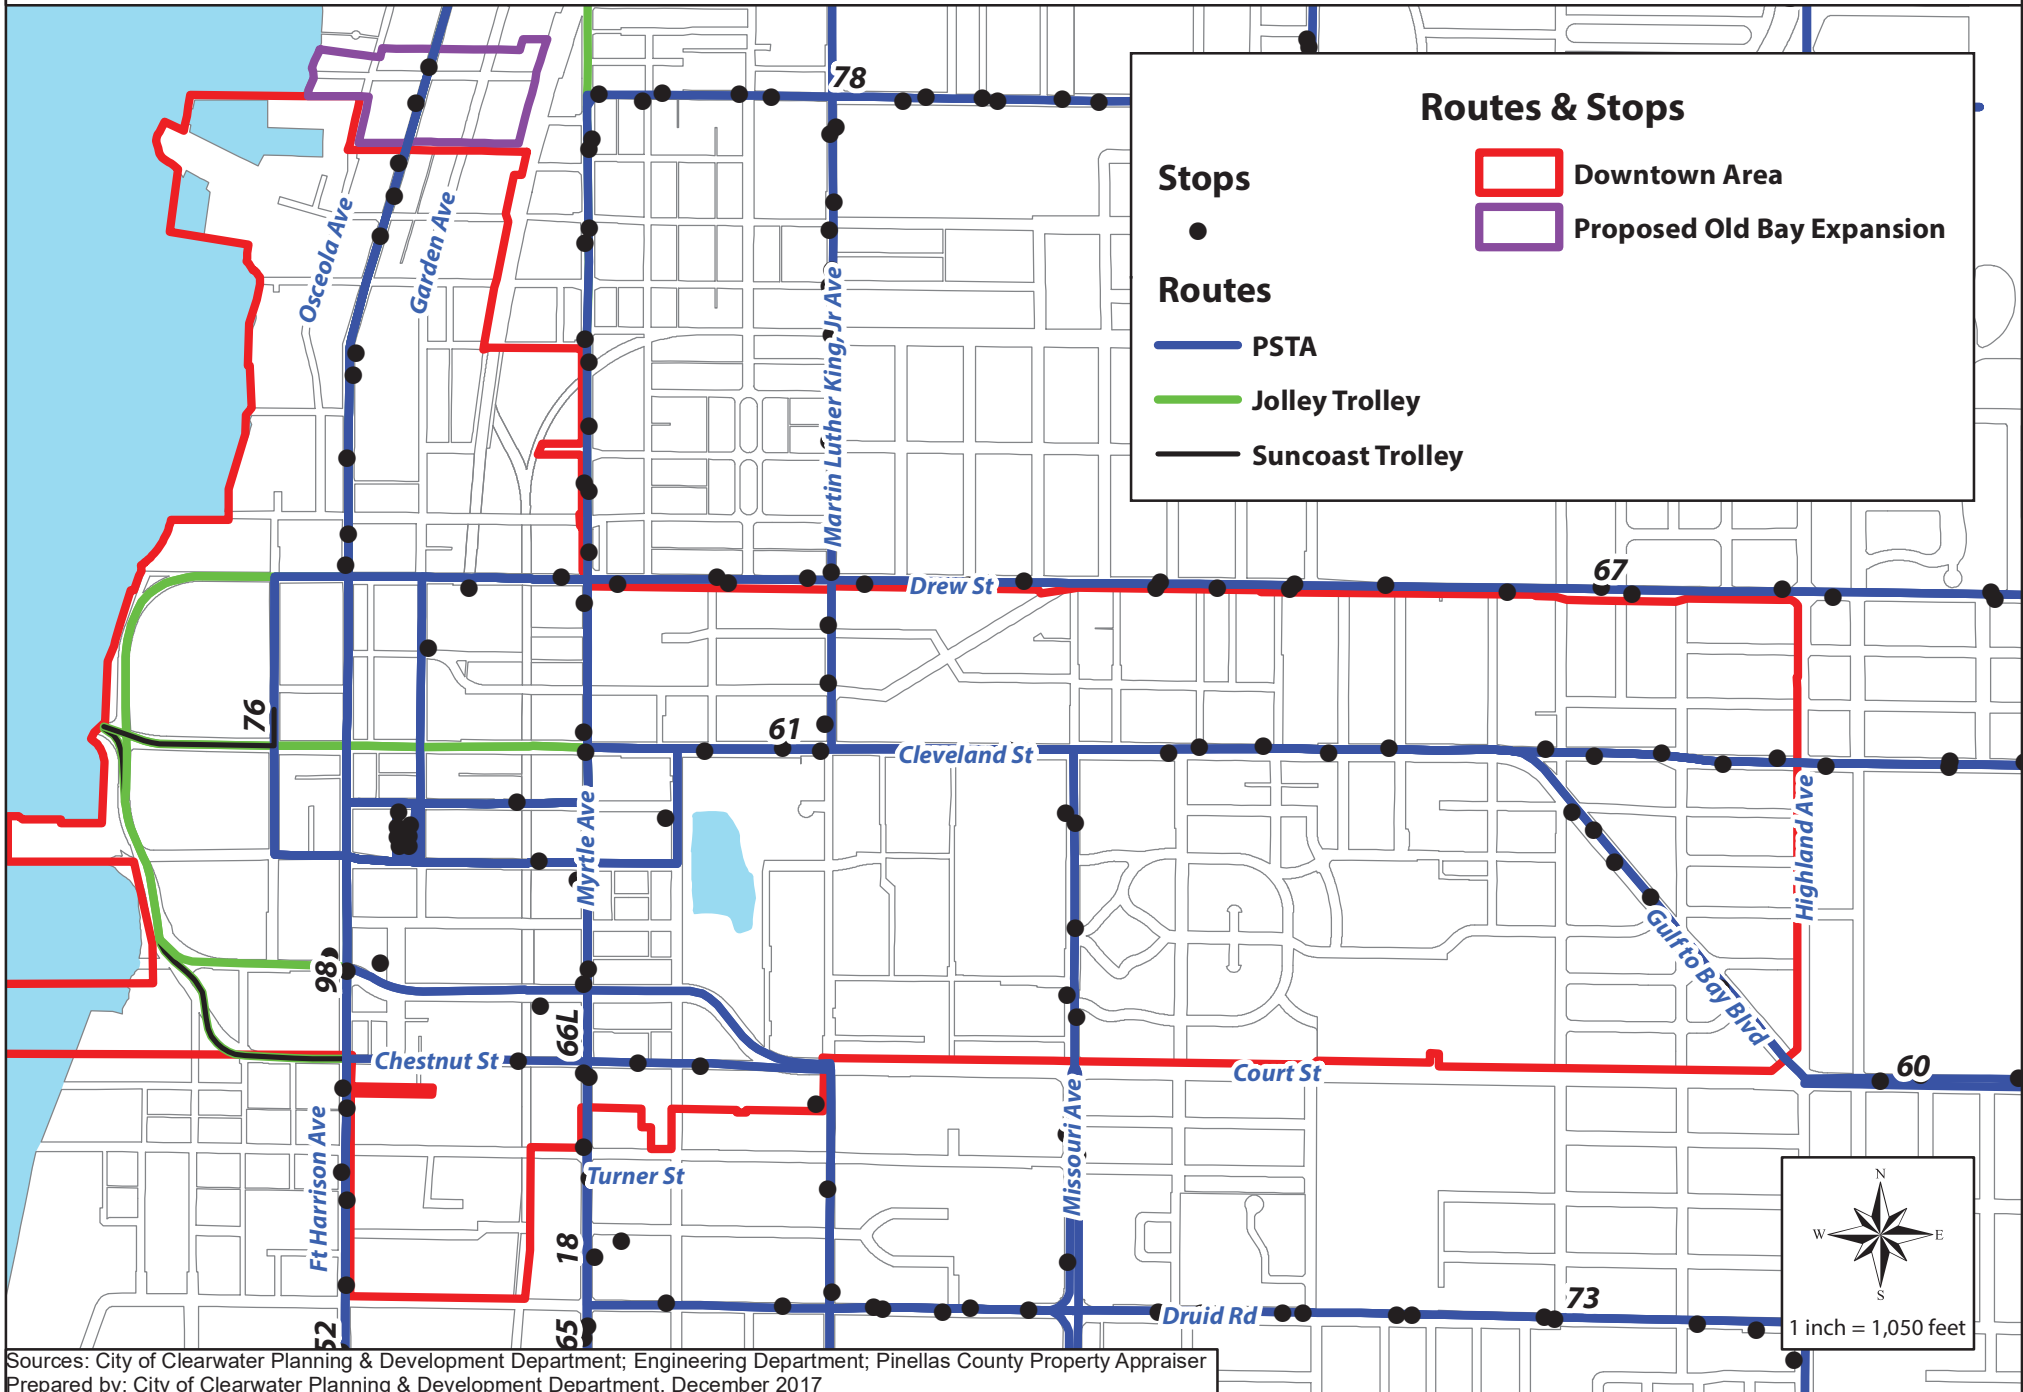 78
Routes & Stops
Stops
Downtown Area
Proposed Old Bay Expansion
Routes
PSTA
Jolley Trolley
Suncoast Trolley
Osceola Ave
Garden Ave
Martin Luther King, Jr Ave
Drew St
67
76
61
Cleveland St
Myrtle Ave
Highland Ave
Gulf to Bay Blvd
98
66L
Chestnut St
Court St
60
Ft Harrison Ave
Missouri Ave
Turner St
18
73
Druid Rd
52
65
N
W
E
S
1 inch = 1,050 feet
Sources: City of Clearwater Planning & Development Department; Engineering Department; Pinellas County Property Appraiser
Prepared by: City of Clearwater Planning & Development Department, December 2017